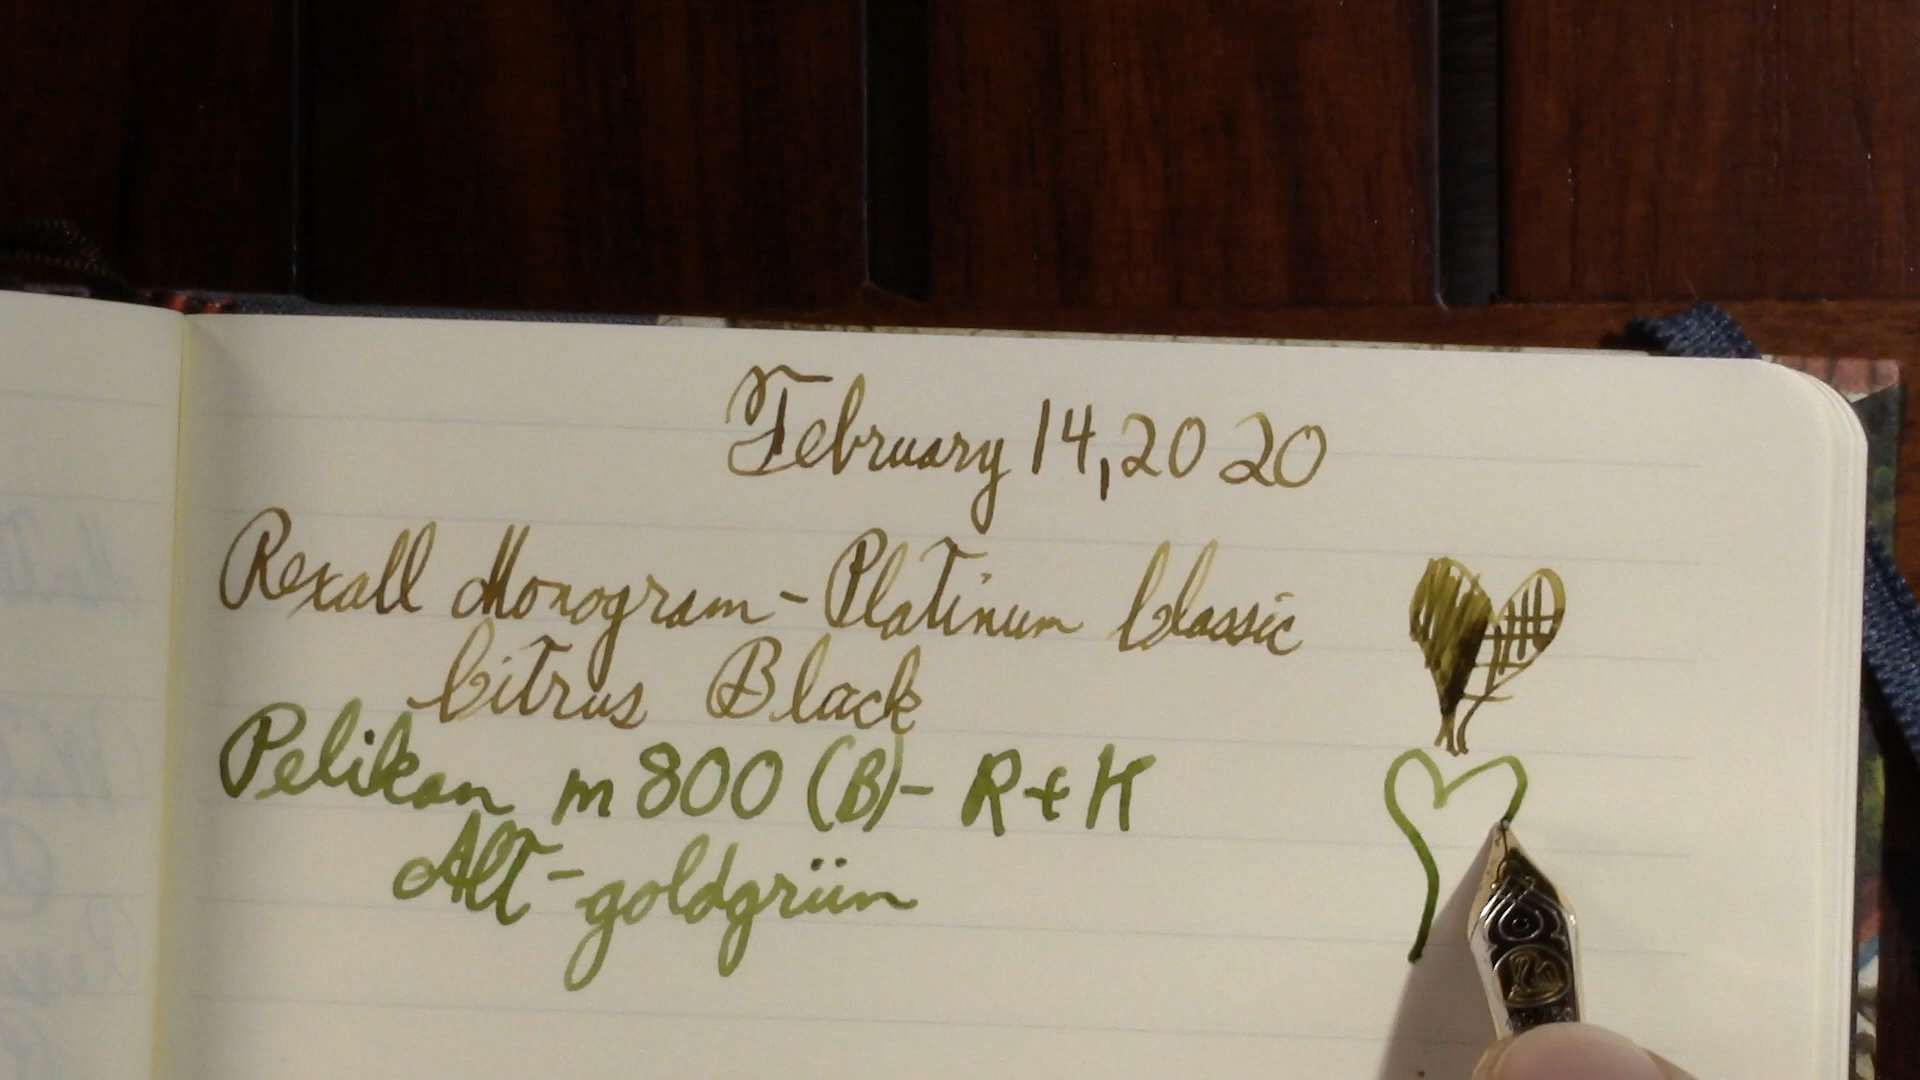 February 14, 2020
Rexall Monogram - Platinum Classic
Citrus Black
Pelikan m800 (B) - R + K
Alt-goldgrün